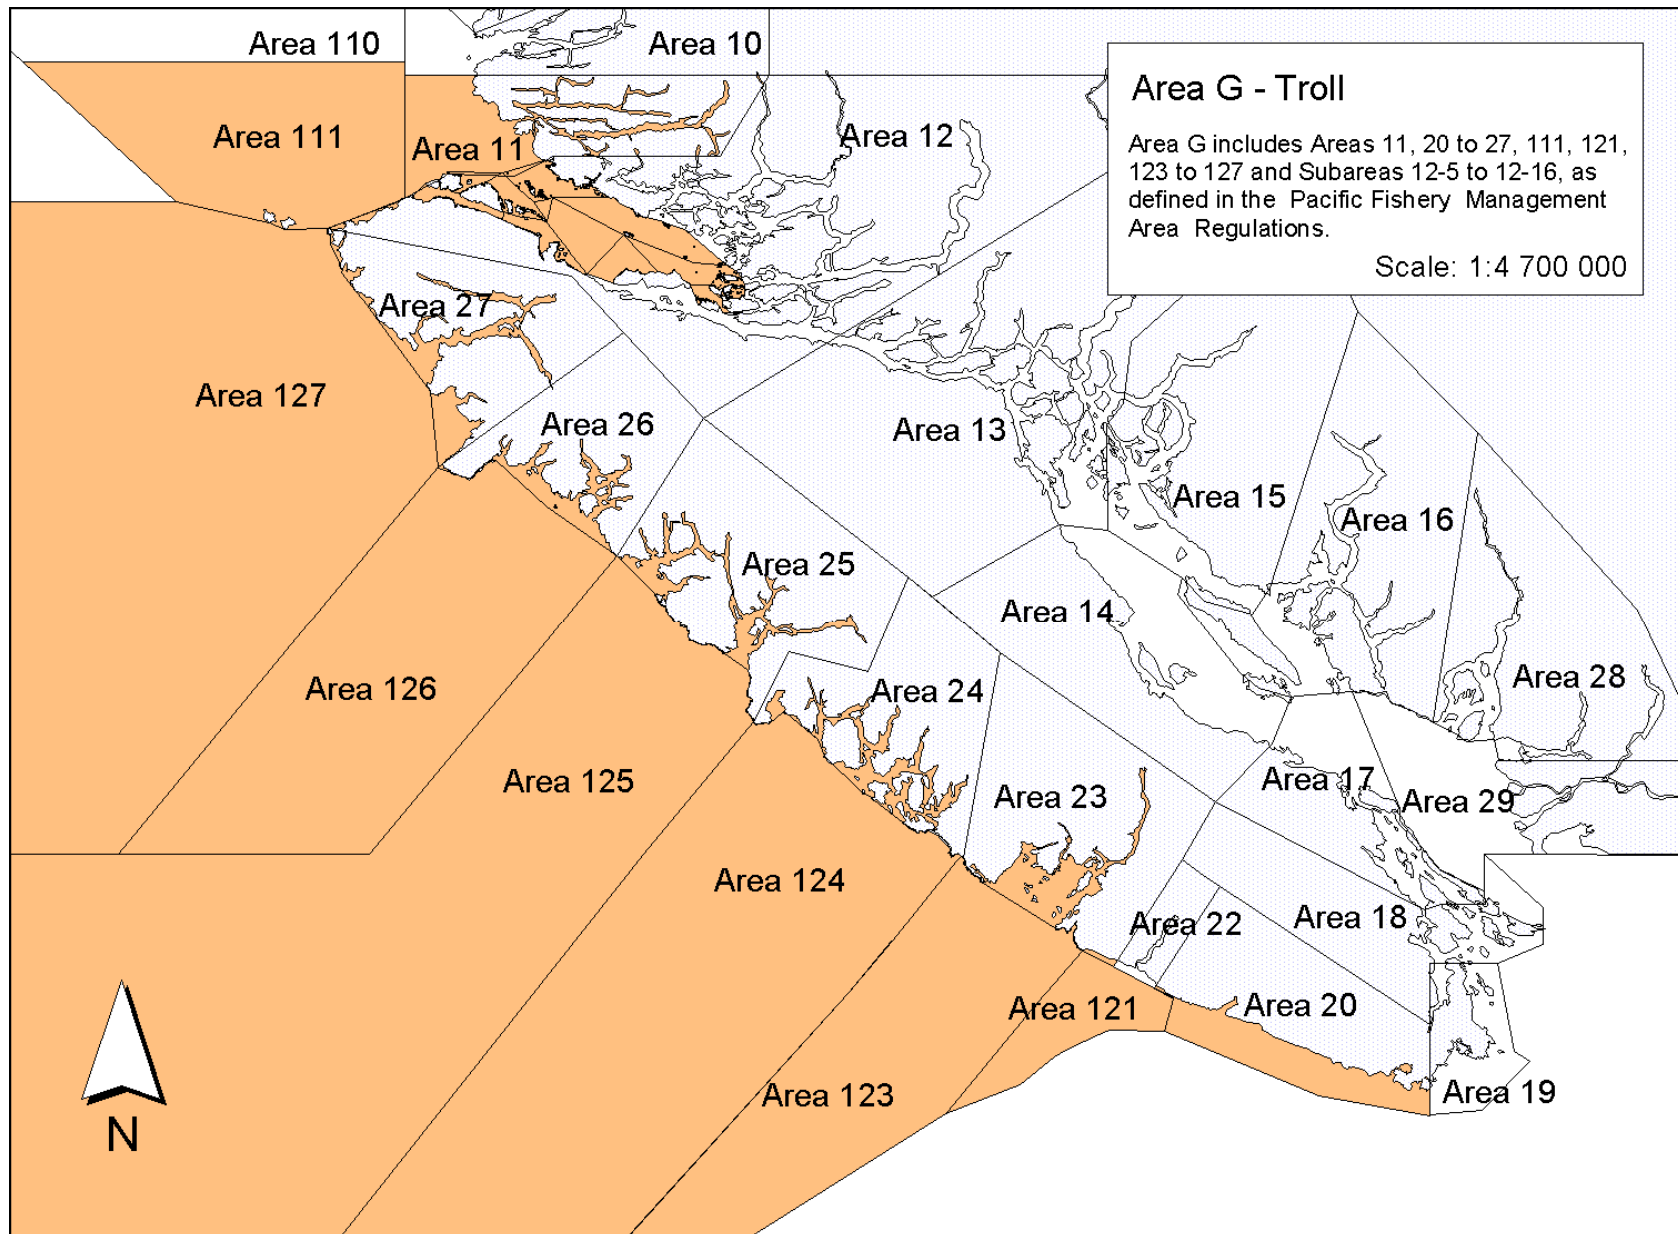 Area 110
Area 10
Area G - Troll
Area G includes Areas 11, 20 to 27, 111, 121,
123 to 127 and Subareas 12-5 to 12-16, as
defined in the Pacific Fishery Management
Area Regulations.
Scale: 1:4 700 000
Area 111
Area 11
Area 12
Area 27
Area 127
Area 26
Area 13
Area 15
Area 16
Area 25
Area 14
Area 126
Area 24
Area 28
Area 125
Area 23
Area 17
Area 29
Area 124
Area 22
Area 18
Area 121
Area 20
Area 123
Area 19
N